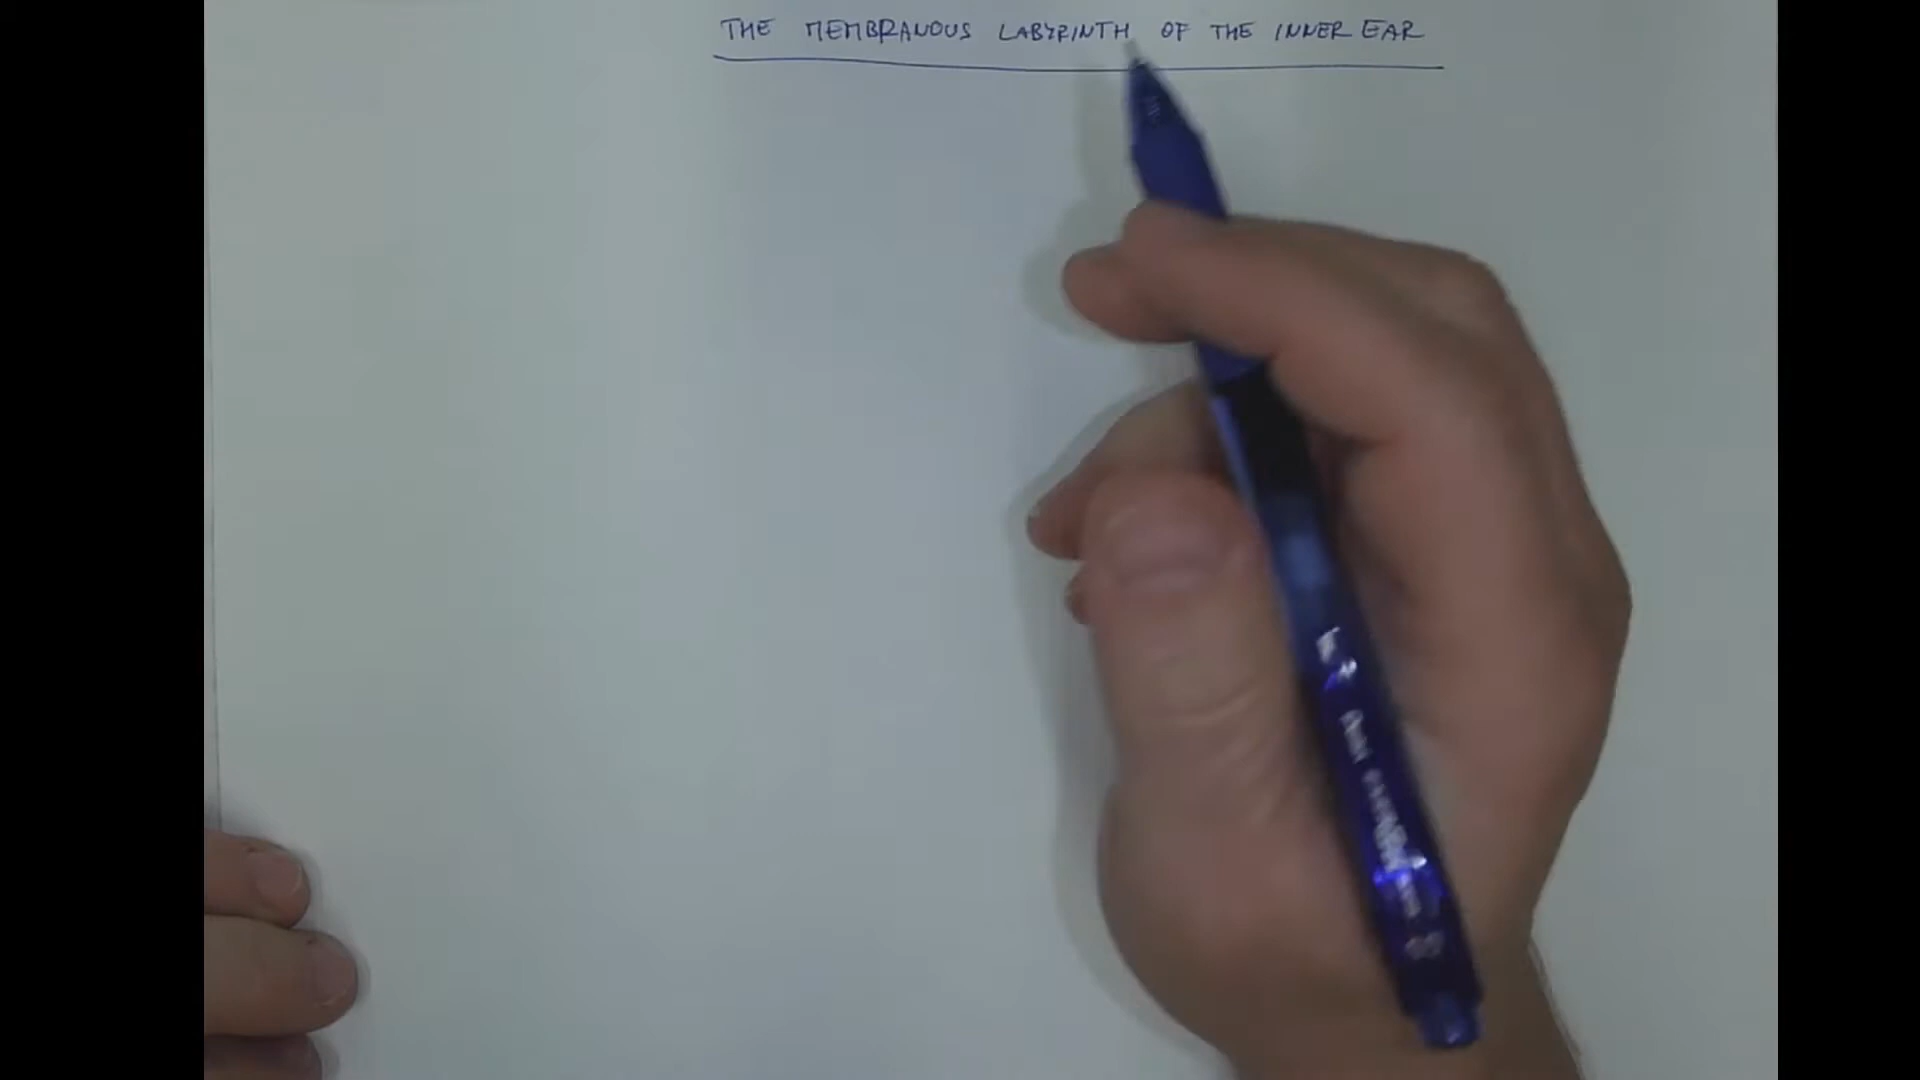 THE MEMBRANOUS LABYRINTH OF THE INNER EAR